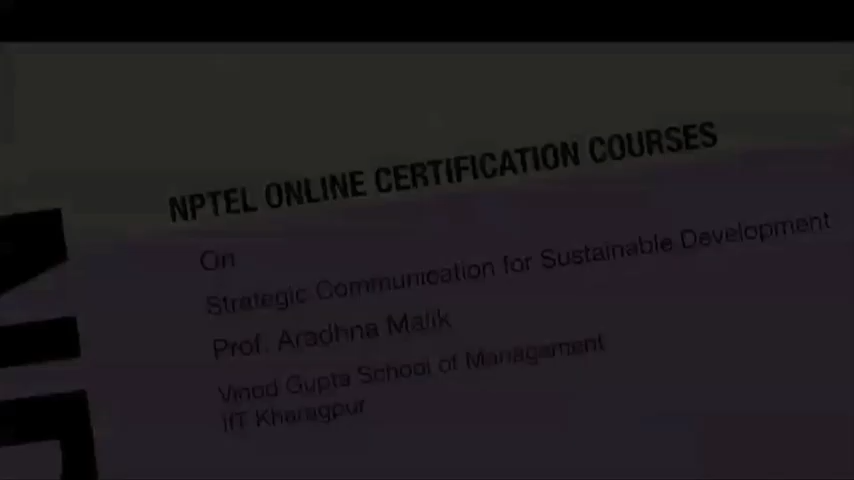 NPTEL ONLINE CERTIFICATION COURSES
On
Strategic Communication for Sustainable Development
Prof. Aradhna Malik
Vinod Gupta School of Management
IIT Kharagpur